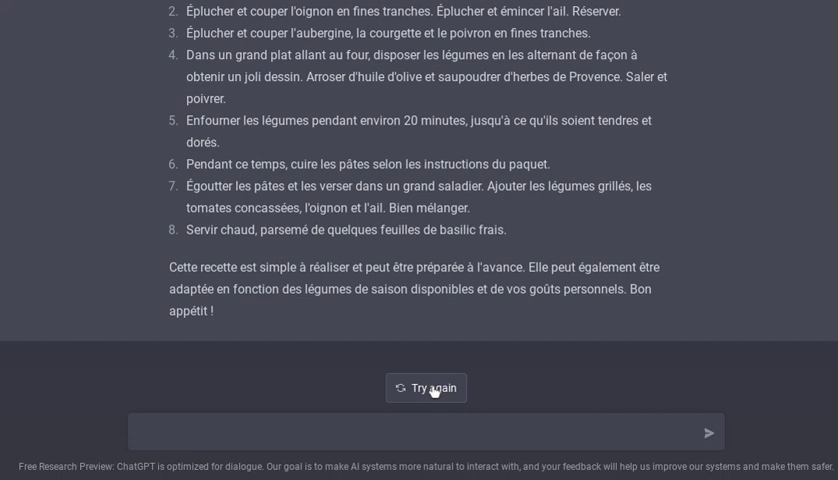 2. Éplucher et couper l'oignon en fines tranches. Éplucher et émincer l'ail. Réserver.
3. Éplucher et couper l'aubergine, la courgette et le poivron en fines tranches.
4. Dans un grand plat allant au four, disposer les légumes en les alternant de façon à
obtenir un joli dessin. Arroser d'huile d'olive et saupoudrer d'herbes de Provence. Saler et
poivrer.
5. Enfourner les légumes pendant environ 20 minutes, jusqu'à ce qu'ils soient tendres et
dorés.
6. Pendant ce temps, cuire les pâtes selon les instructions du paquet.
7. Égoutter les pâtes et les verser dans un grand saladier. Ajouter les légumes grillés, les
tomates concassées, l'oignon et l'ail. Bien mélanger.
8. Servir chaud, parsemé de quelques feuilles de basilic frais.
Cette recette est simple à réaliser et peut être préparée à l'avance. Elle peut également être
adaptée en fonction des légumes de saison disponibles et de vos goûts personnels. Bon
appétit !
Try again
Free Research Preview: ChatGPT is optimized for dialogue. Our goal is to make AI systems more natural to interact with, and your feedback will help us improve our systems and make them safer.